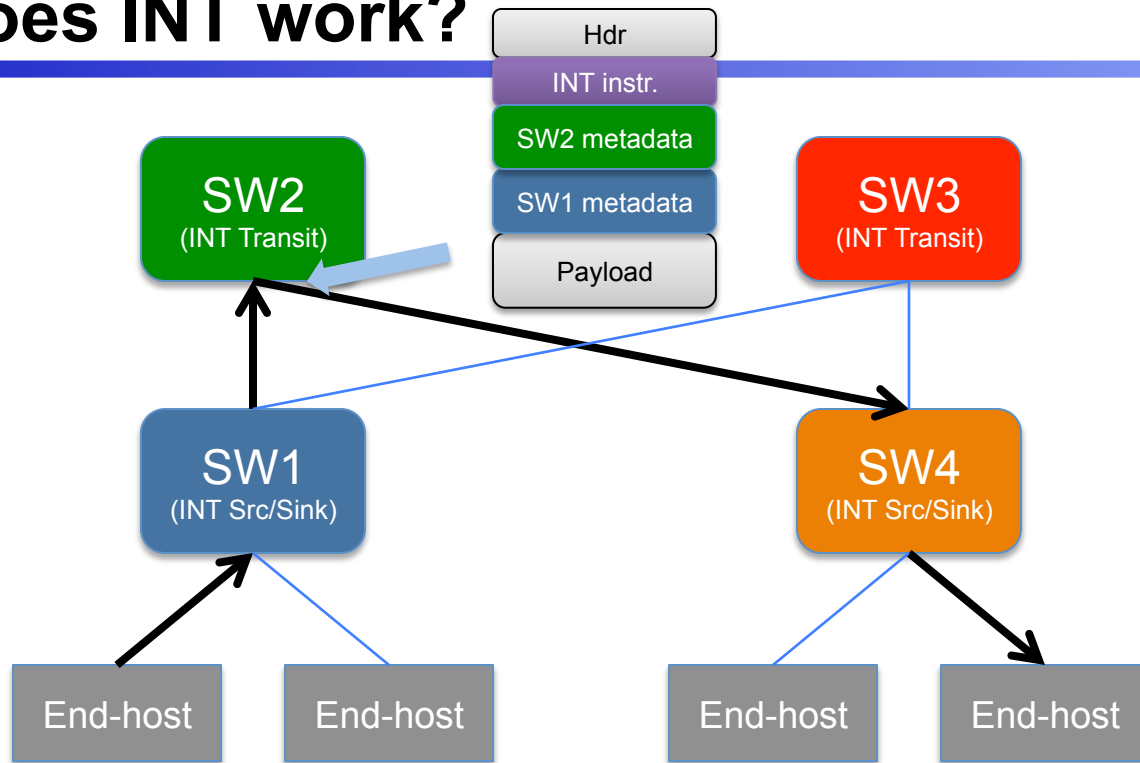 oes INT work?
Hdr
INT instr.
SW2 metadata
SW1 metadata
Payload
SW2
(INT Transit)
SW3
(INT Transit)
SW1
(INT Src/Sink)
SW4
(INT Src/Sink)
End-host
End-host
End-host
End-host